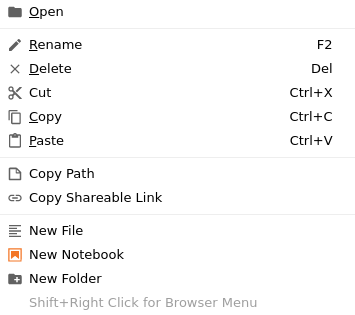 Open
Rename F2
Delete Del
Cut Ctrl+X
Copy Ctrl+C
Paste Ctrl+V
Copy Path
Copy Shareable Link
New File
New Notebook
New Folder
Shift+Right Click for Browser Menu